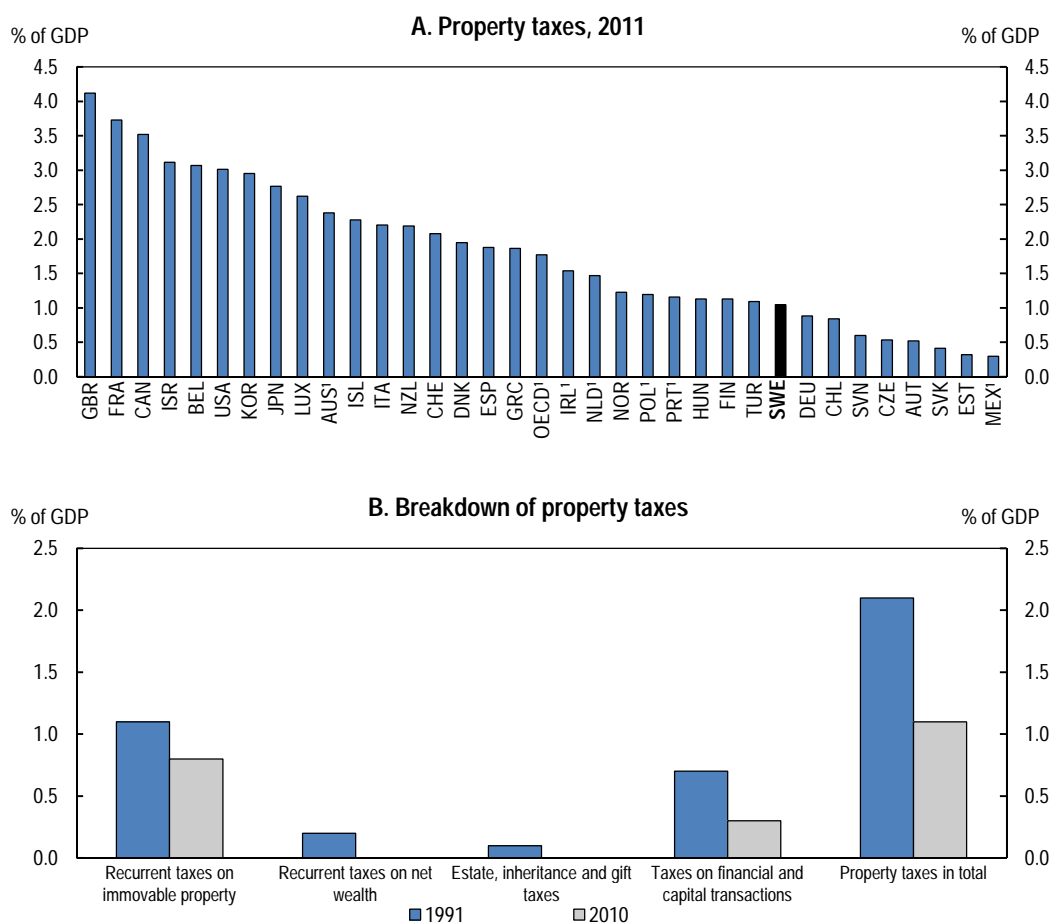 A. Property taxes, 2011
% of GDP
% of GDP
4.5
4.5
4.0
4.0
3.5
3.5
3.0
3.0
2.5
2.5
2.0
2.0
1.5
1.5
1.0
1.0
0.5
0.5
0.0
0.0
GBR
FRA
CAN
ISR
BEL
USA
KOR
JPN
LUX
AUS¹
ISL
ITA
NZL
CHE
DNK
ESP
GRC
OECD¹
IRL¹
NLD¹
NOR
POL¹
PRT¹
HUN
FIN
TUR
SWE
DEU
CHL
SVN
CZE
AUT
SVK
EST
MEX¹
B. Breakdown of property taxes
% of GDP
% of GDP
2.5
2.5
2.0
2.0
1.5
1.5
1.0
1.0
0.5
0.5
0.0
0.0
Recurrent taxes on
immovable property
Recurrent taxes on net
wealth
Estate, inheritance and gift
taxes
Taxes on financial and
capital transactions
Property taxes in total
1991
2010